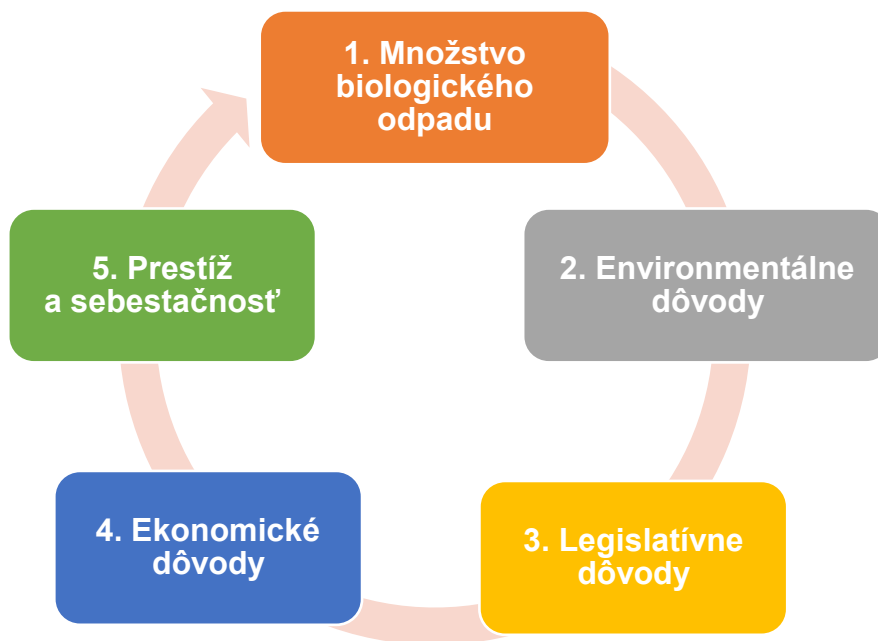 1. Množstvo
biologického
odpadu
2. Environmentálne
dôvody
3. Legislatívne
dôvody
4. Ekonomické
dôvody
5. Prestíž
a sebestačnosť